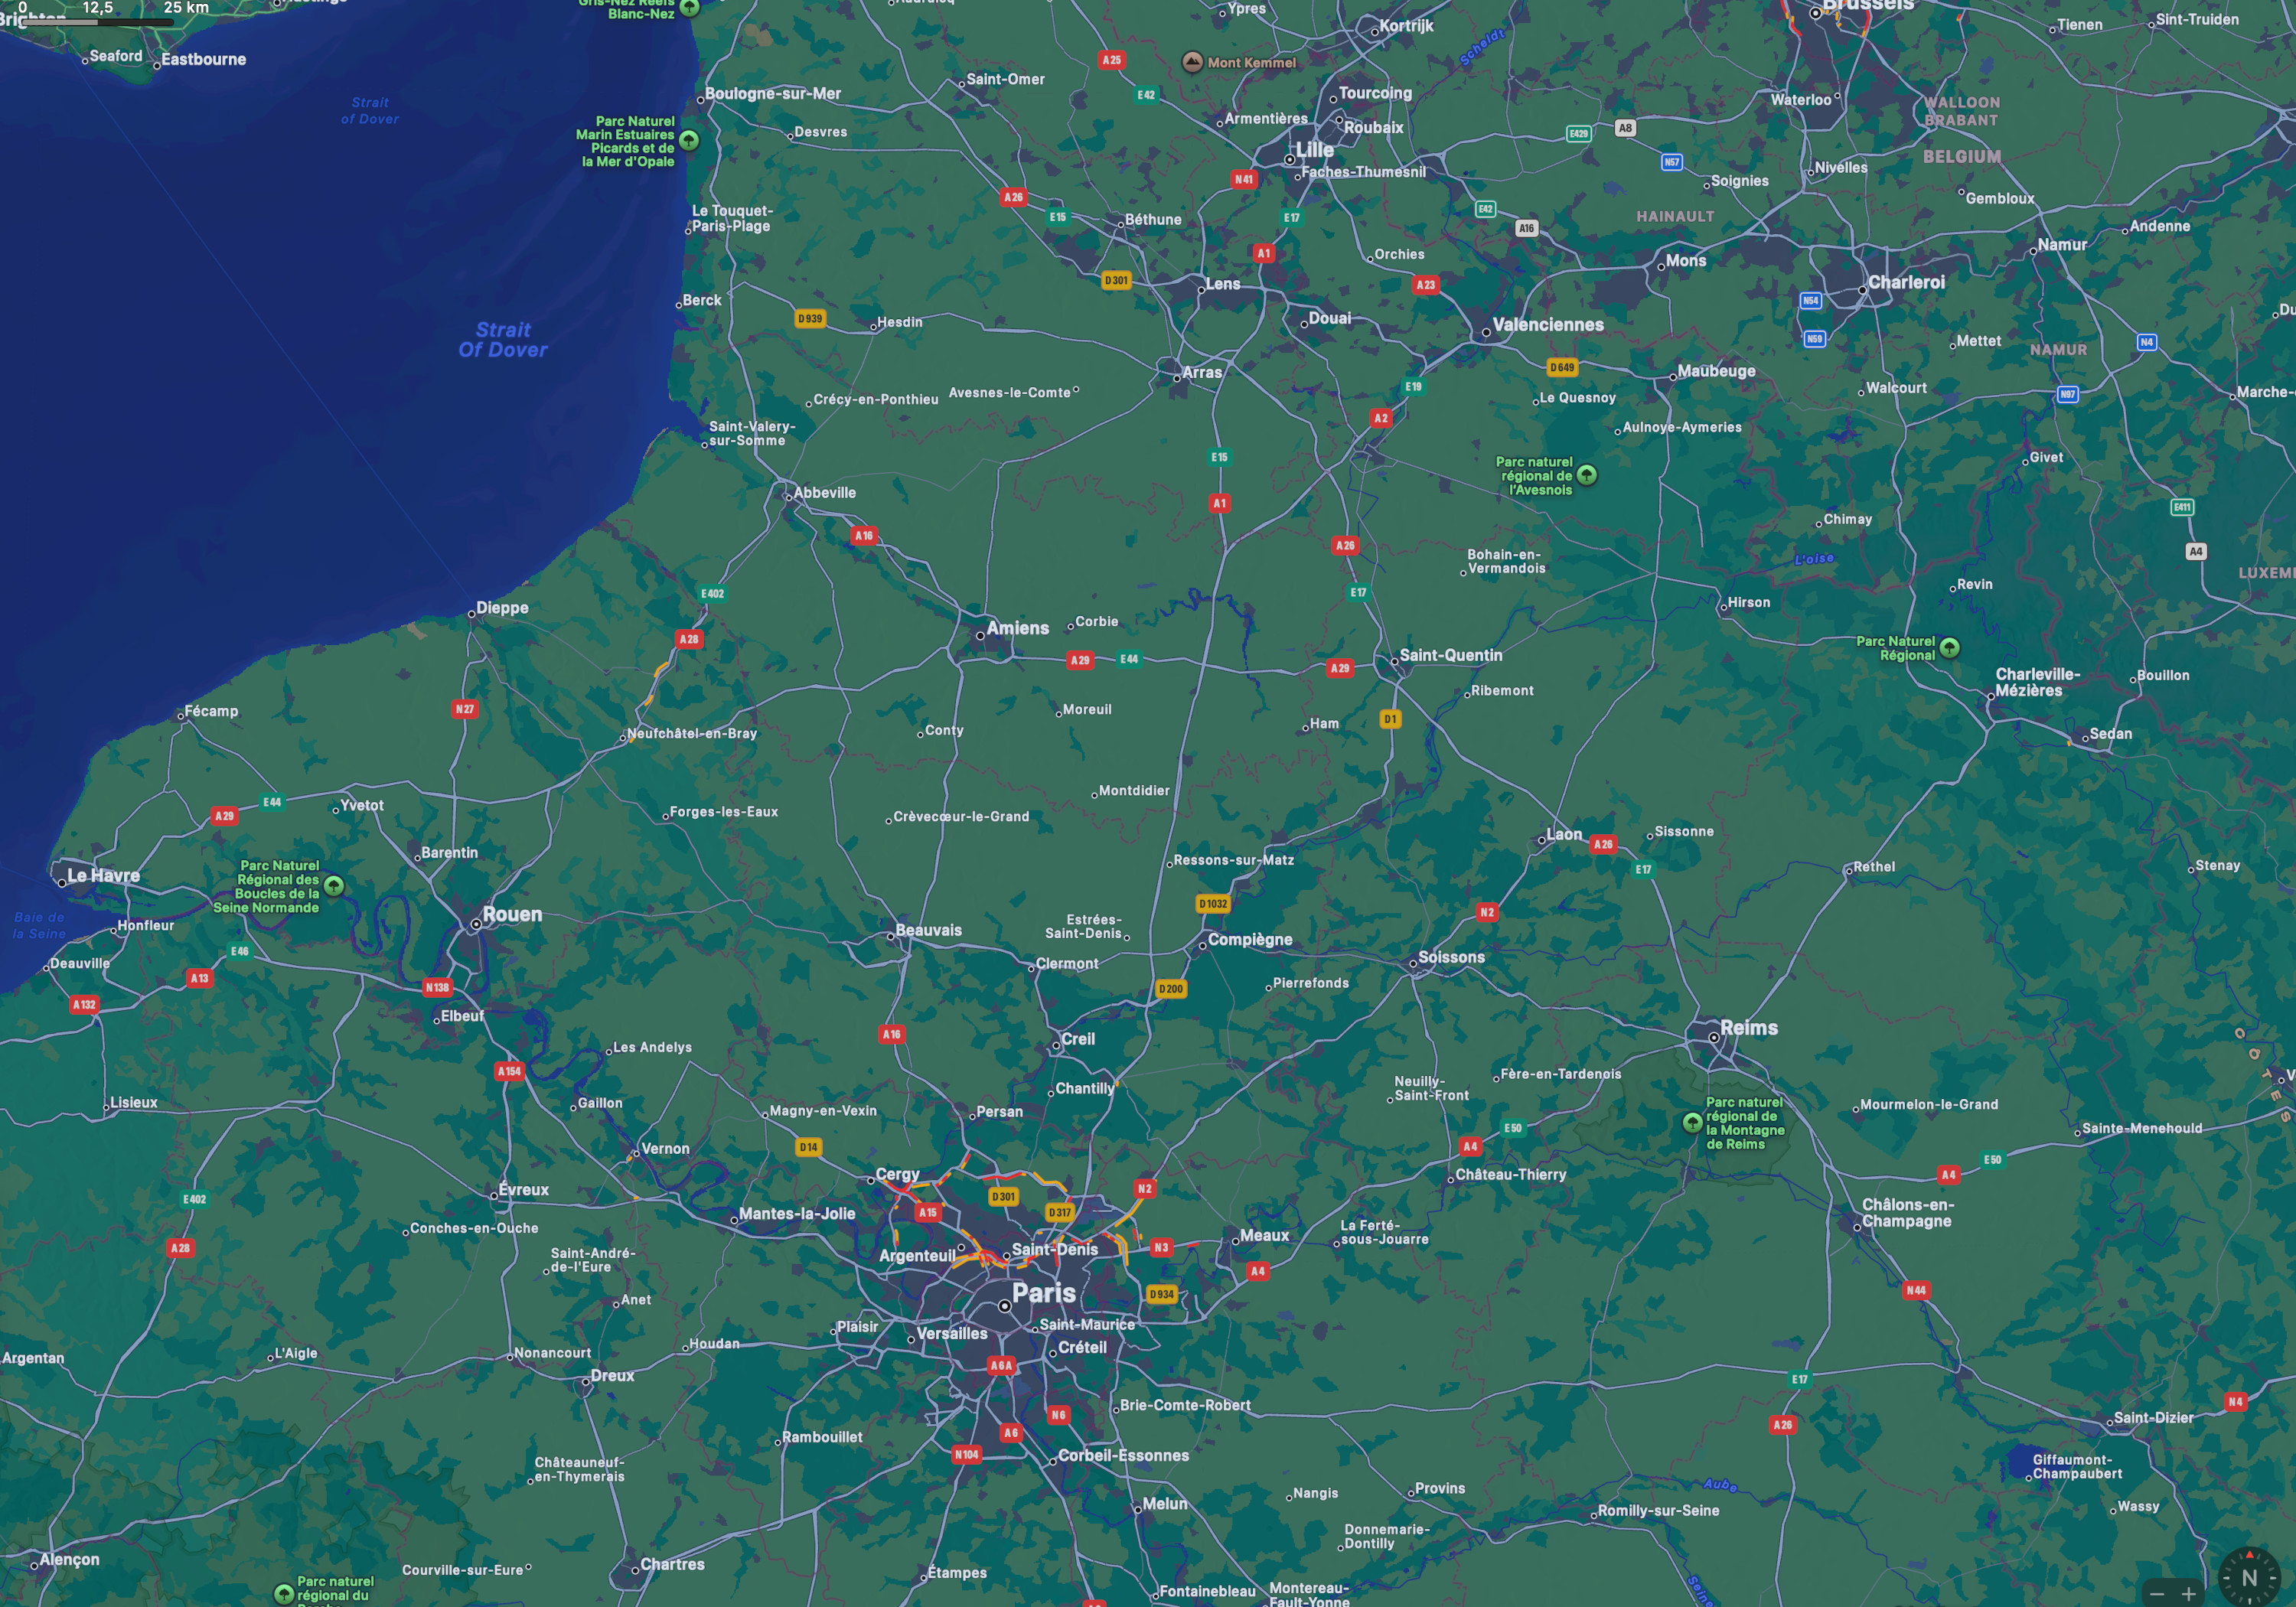 0 12,5 25 km
Seaford
Eastbourne
Strait
of Dover
Gris-Nez Reefs
Blanc-Nez
Boulogne-sur-Mer
Parc Naturel
Marin Estuaires
Picards et de
la Mer d'Opale
Desvres
Saint-Omer
A25
E42
Ypres
Mont Kemmel
Kortrijk
Scheldt
Tourcoing
Armentières
Roubaix
Lille
Faches-Thumesnil
N41
E17
E429
A8
N57
Brussels
Waterloo
Tienen
Sint-Truiden
WALLOON
BRABANT
BELGIUM
Nivelles
Soignies
Gembloux
HAINAULT
E42
A16
Andenne
Namur
Mons
Charleroi
N54
N59
Mettet
NAMUR
N4
Walcourt
N97
Le Touquet-
Paris-Plage
A26
E15
Béthune
A1
D301
Lens
Orchies
A23
Berck
D939
Hesdin
Douai
Valenciennes
D649
Maubeuge
Strait
Of Dover
Arras
Avesnes-le-Comte
Crécy-en-Ponthieu
E19
A2
Le Quesnoy
Aulnoye-Aymeries
Saint-Valery-
sur-Somme
E15
A1
Parc naturel
régional de
l'Avesnois
Givet
E411
Chimay
A4
Abbeville
A16
A26
Bohain-en-
Vermandois
L'oise
Revin
E402
E17
Hirson
Dieppe
A28
Amiens
Corbie
A29
E44
A29
Saint-Quentin
Ribemont
Parc Naturel
Régional
Charleville-
Mézières
Bouillon
Sedan
Fécamp
N27
Neufchâtel-en-Bray
Moreuil
Conty
Ham
D1
Montdidier
Crèvecœur-le-Grand
Forges-les-Eaux
A29
E44
Yvetot
Barentin
Le Havre
Parc Naturel
Régional des
Boucles de la
Seine Normande
Baie de
la Seine
Honfleur
Rouen
E46
Deauville
A13
A132
N138
Elbeuf
Ressons-sur-Matz
D1032
Laon
A26
Sissonne
E17
Rethel
Stenay
N2
Beauvais
Estrées-
Saint-Denis
Compiègne
Clermont
D200
Pierrefonds
Soissons
A16
Creil
Reims
A154
Les Andelys
Gaillon
Chantilly
Neuilly-
Saint-Front
Fère-en-Tardenois
Lisieux
Magny-en-Vexin
Persan
Parc naturel
régional de
la Montagne
de Reims
Mourmelon-le-Grand
Sainte-Menehould
Vernon
D14
E50
A4
E50
A4
Cergy
Château-Thierry
E402
Évreux
D301
A15
D317
N2
Conches-en-Ouche
Mantes-la-Jolie
Châlons-en-
Champagne
La Ferté-
sous-Jouarre
A28
Saint-André-
de-l'Eure
Argenteuil
Saint-Denis
N3
Meaux
A4
Anet
Paris
D934
N44
Plaisir
Versailles
Saint-Maurice
Créteil
Houdan
Argentan
L'Aigle
Nonancourt
Dreux
A6A
E17
A26
Saint-Dizier
N4
Brie-Comte-Robert
N6
A6
Rambouillet
N104
Corbeil-Essonnes
Châteauneuf-
en-Thymerais
Giffaumont-
Champaubert
Wassy
Melun
Nangis
Provins
Aube
Romilly-sur-Seine
Donnemarie-
Dontilly
Alençon
Courville-sur-Eure
Chartres
Étampes
Fontainebleau
Montereau-
Fault-Yonne
Seine
Parc naturel
régional du
N